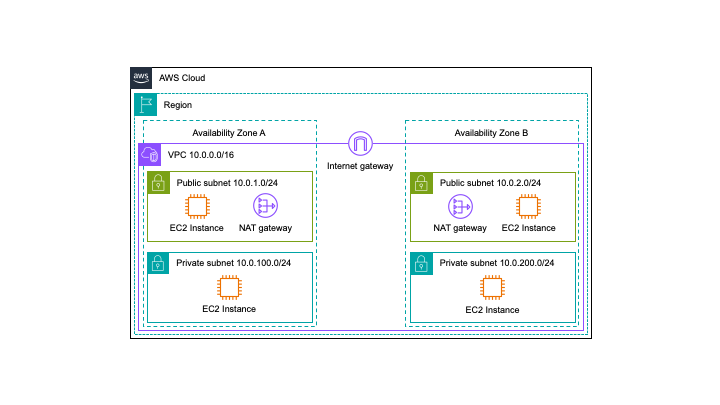 aws
AWS Cloud
Region
Availability Zone A
Availability Zone B
VPC 10.0.0.0/16
Internet gateway
Public subnet 10.0.1.0/24
EC2 Instance
NAT gateway
Public subnet 10.0.2.0/24
NAT gateway
EC2 Instance
Private subnet 10.0.100.0/24
EC2 Instance
Private subnet 10.0.200.0/24
EC2 Instance